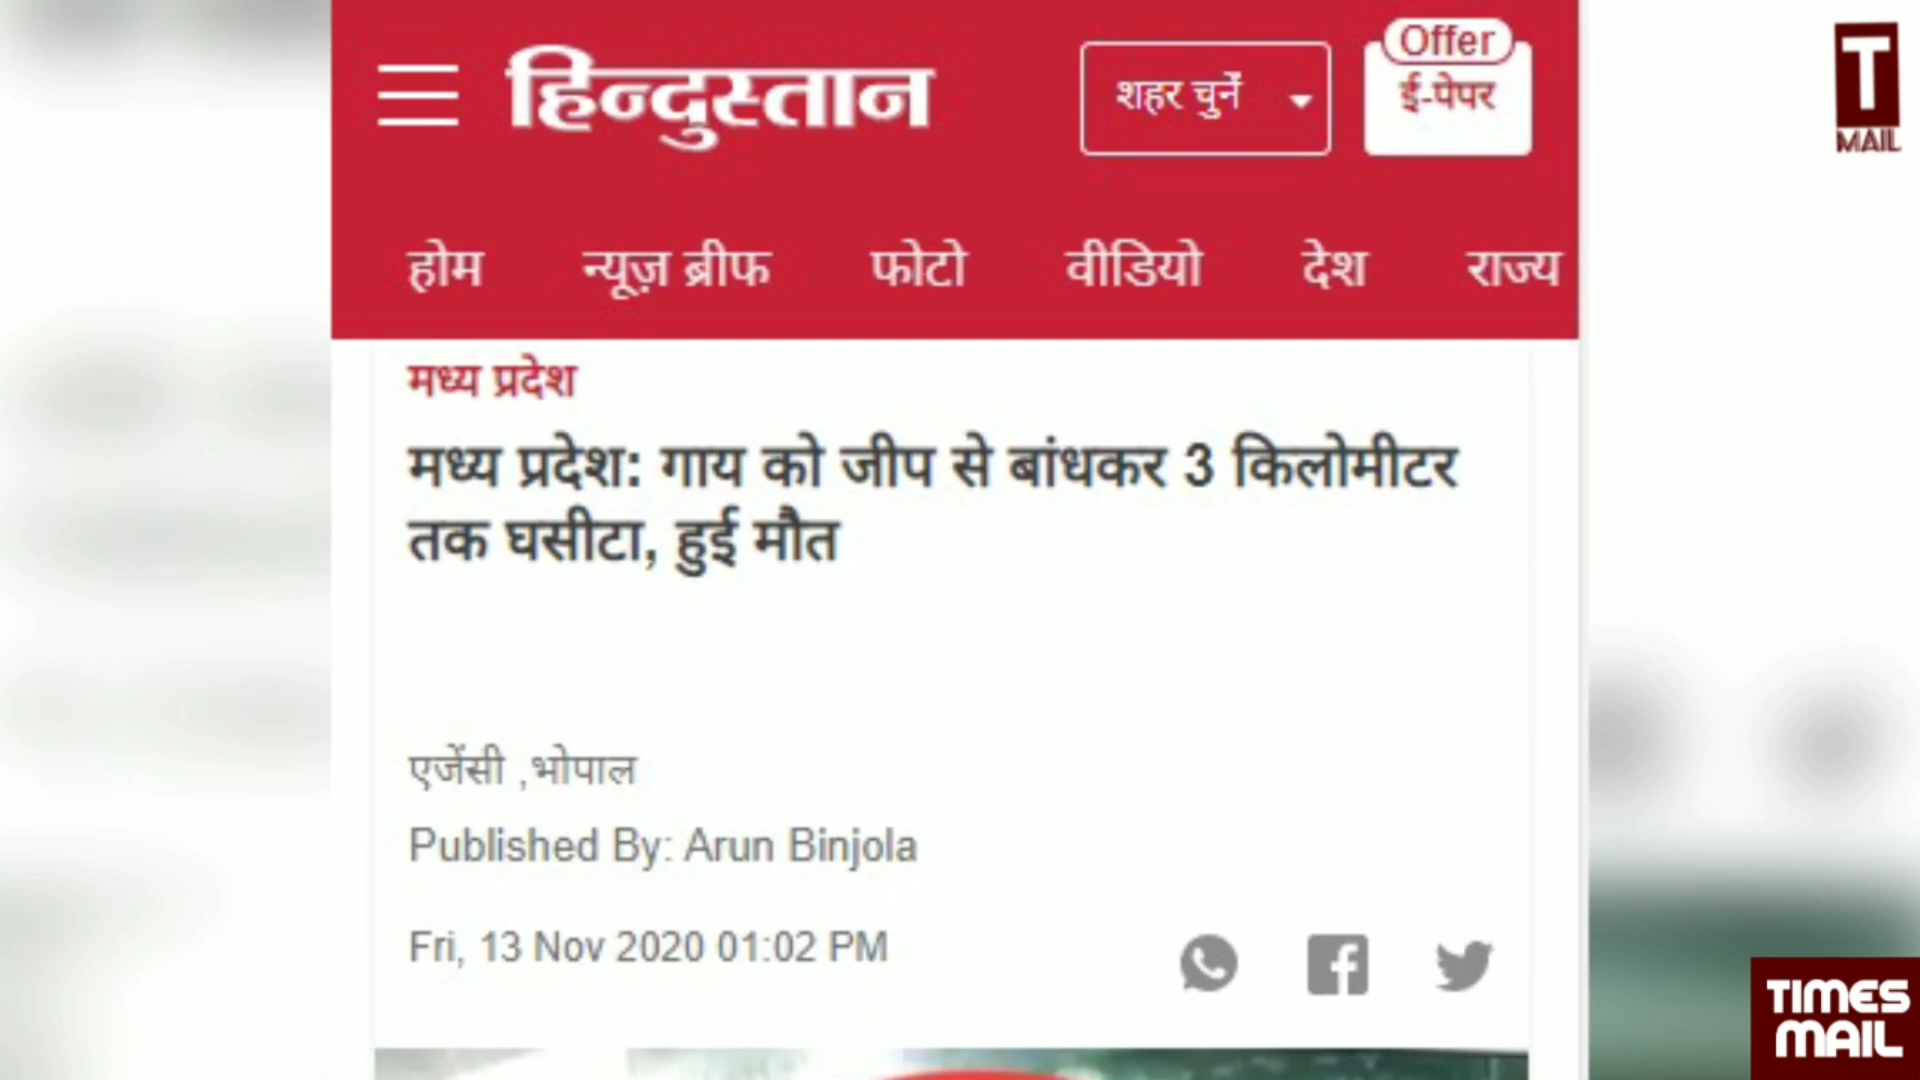 Offer
हिन्दुस्तान
शहर चुनें
ई-पेपर
T
MAIL
होम न्यूज़ ब्रीफ फोटो वीडियो देश राज्य
मध्य प्रदेश
मध्य प्रदेश: गाय को जीप से बांधकर 3 किलोमीटर
तक घसीटा, हुई मौत
एजेंसी ,भोपाल
Published By: Arun Binjola
Fri, 13 Nov 2020 01:02 PM
TIMES
MAIL